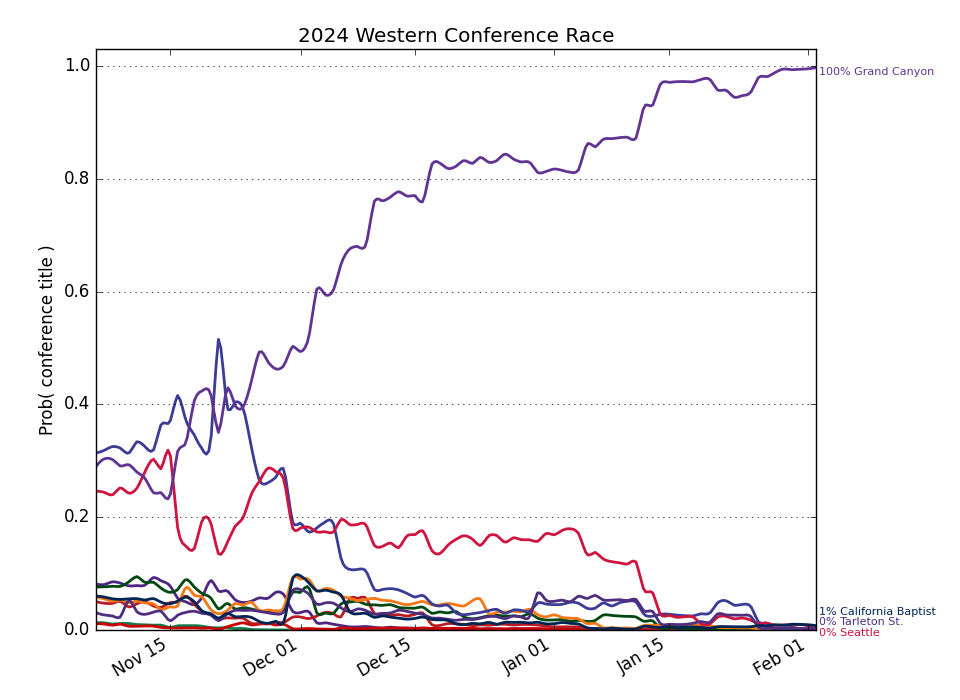 2024 Western Conference Race
Prob( conference title )
1.0
0.8
0.6
0.4
0.2
0.0
Nov 15
Dec 01
Dec 15
Jan 01
Jan 15
Feb 01
100% Grand Canyon
1% California Baptist
0% Tarleton St.
0% Seattle